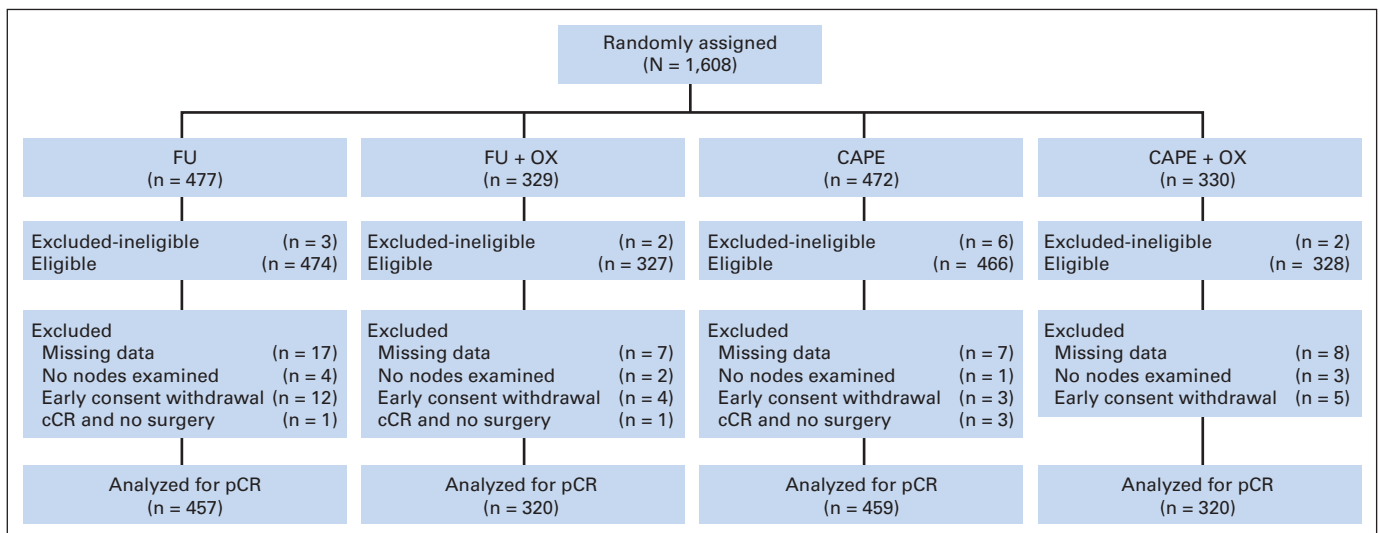 Randomly assigned
(N = 1,608)
FU
(n = 477)
FU + OX
(n = 329)
CAPE
(n = 472)
CAPE + OX
(n = 330)
Excluded-ineligible (n = 3)
Eligible (n = 474)
Excluded-ineligible (n = 2)
Eligible (n = 327)
Excluded-ineligible (n = 6)
Eligible (n = 466)
Excluded-ineligible (n = 2)
Eligible (n = 328)
Excluded
Missing data (n = 17)
No nodes examined (n = 4)
Early consent withdrawal (n = 12)
cCR and no surgery (n = 1)
Excluded
Missing data (n = 7)
No nodes examined (n = 2)
Early consent withdrawal (n = 4)
cCR and no surgery (n = 1)
Excluded
Missing data (n = 7)
No nodes examined (n = 1)
Early consent withdrawal (n = 3)
cCR and no surgery (n = 3)
Excluded
Missing data (n = 8)
No nodes examined (n = 3)
Early consent withdrawal (n = 5)
Analyzed for pCR
(n = 457)
Analyzed for pCR
(n = 320)
Analyzed for pCR
(n = 459)
Analyzed for pCR
(n = 320)